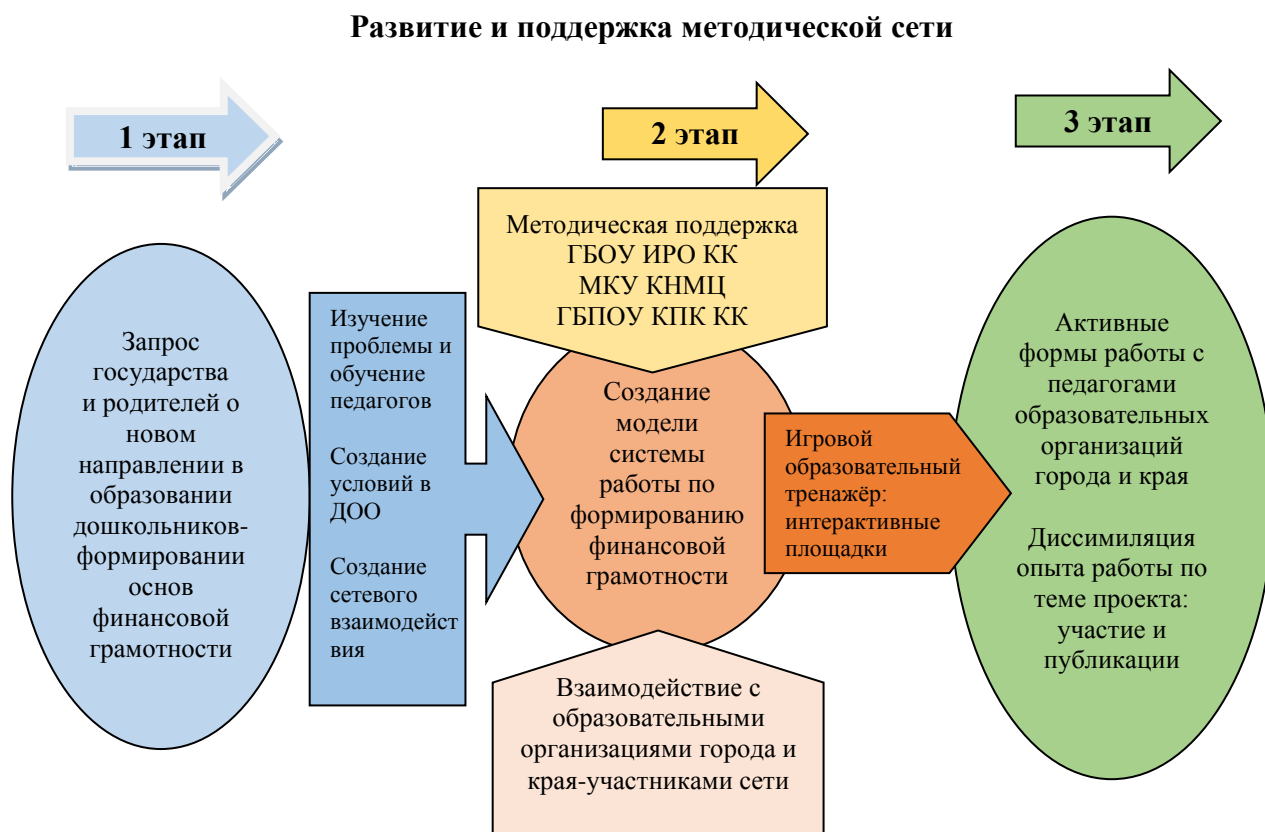 Развитие и поддержка методической сети
1 этап
2 этап
3 этап
Запрос
государства
и родителей о
новом
направлении в
образовании
дошкольников-
формировании
основ
финансовой
грамотности
Изучение
проблемы и
обучение
педагогов
Создание
условий в
ДОО
Создание
сетевого
взаимодейст
вия
Методическая поддержка
ГБОУ ИРО КК
МКУ КНМЦ
ГБПОУ КПК КК
Создание
модели
системы
работы по
формированию
финансовой
грамотности
Взаимодействие с
образовательными
организациями города и
края-участниками сети
Игровой
образовательный
тренажёр:
интерактивные
площадки
Активные
формы работы с
педагогами
образовательных
организаций
города и края
Диссимиляция
опыта работы по
теме проекта:
участие и
публикации